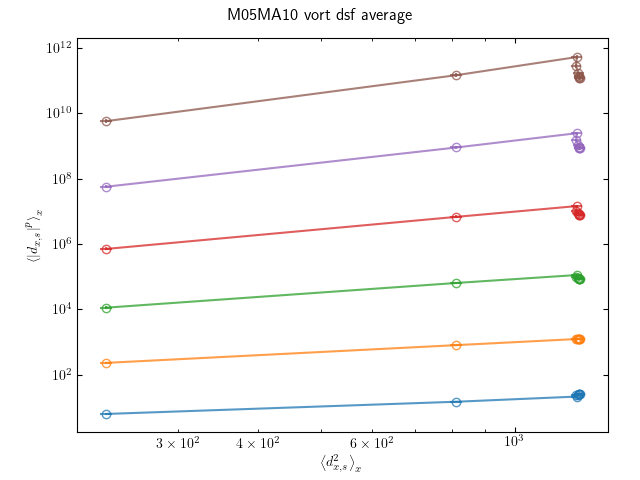 M05MA10 vort dsf average
10^12
10^10
10^8
10^6
10^4
10^2
⟨|d_{x,s}|^p⟩_x
3 × 10^2
4 × 10^2
6 × 10^2
10^3
⟨d_{x,s}^2⟩_x